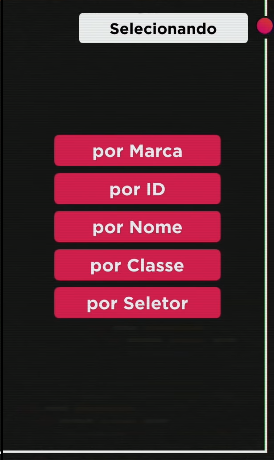 Selecionando
por Marca
por ID
por Nome
por Classe
por Seletor